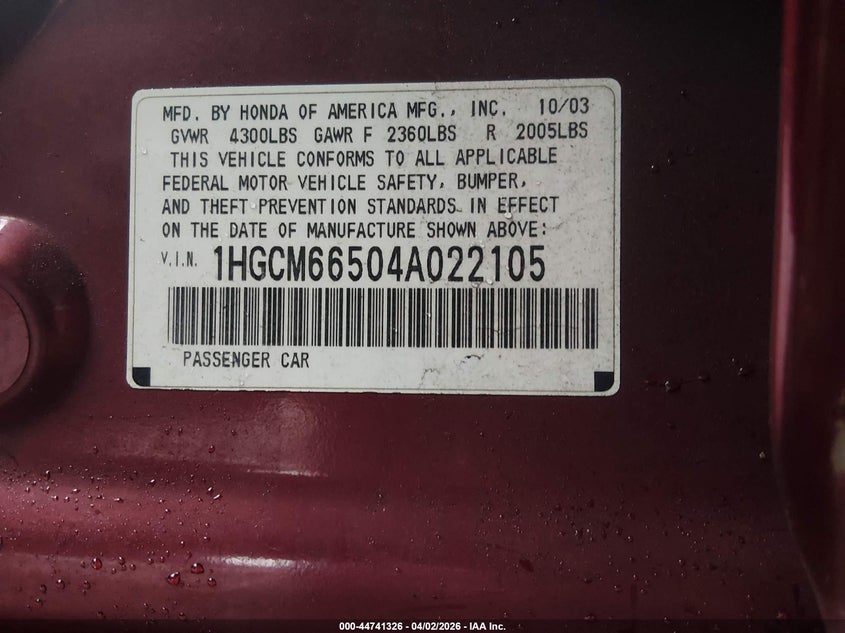 MFD. BY HONDA OF AMERICA MFG., INC. 10/03
GVWR 4300LBS GAWR F 2360LBS R 2005LBS
THIS VEHICLE CONFORMS TO ALL APPLICABLE
FEDERAL MOTOR VEHICLE SAFETY, BUMPER,
AND THEFT PREVENTION STANDARDS IN EFFECT
ON THE DATE OF MANUFACTURE SHOWN ABOVE:
V.I.N. 1HGCM66504A022105
PASSENGER CAR
000-44741326 - 04/02/2026 - IAA Inc.